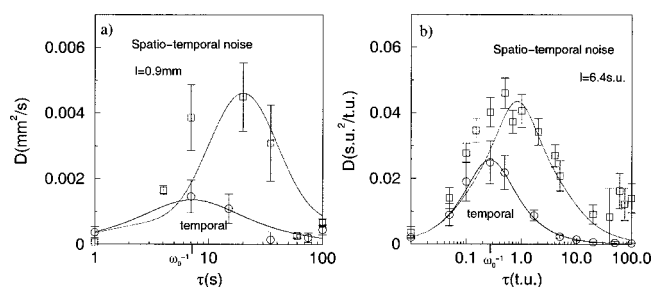 a)
Spatio-temporal noise
l=0.9mm
temporal
D(mm²/s)
0.006
0.004
0.002
0
1
10
100
ω₀⁻¹
τ(s)
b)
Spatio-temporal noise
l=6.4s.u.
temporal
D(s.u.²/t.u.)
0.06
0.04
0.02
0
0.1
1.0
10.0
100.0
ω₀⁻¹
τ(t.u.)